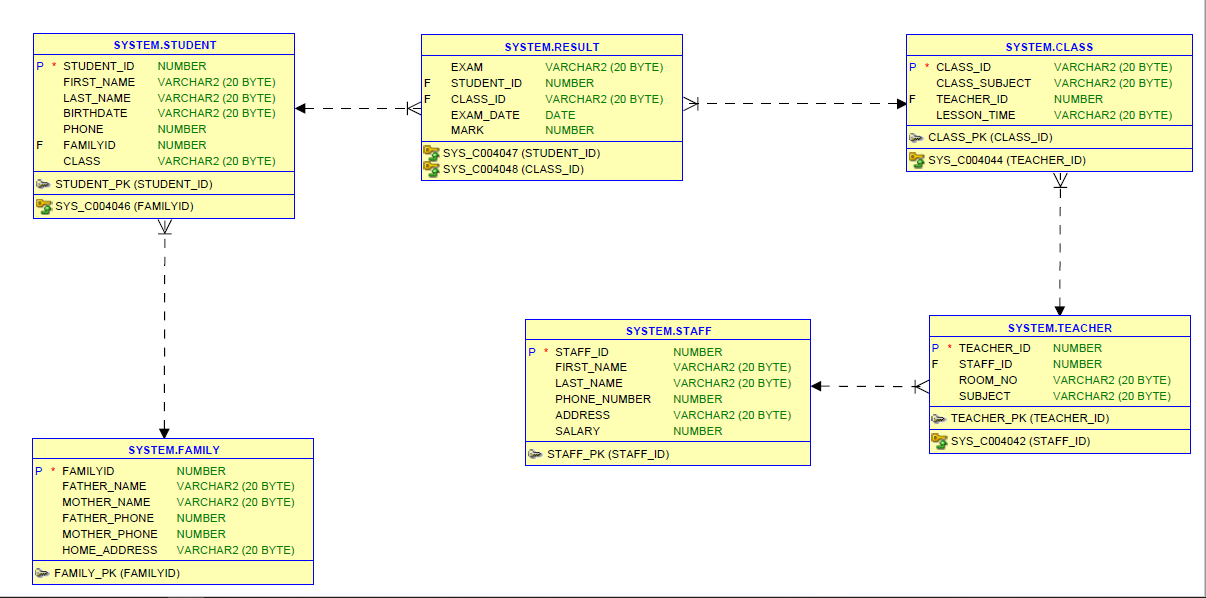 SYSTEM.STUDENT
P * STUDENT_ID NUMBER
FIRST_NAME VARCHAR2 (20 BYTE)
LAST_NAME VARCHAR2 (20 BYTE)
BIRTHDATE VARCHAR2 (20 BYTE)
PHONE NUMBER
F FAMILYID NUMBER
CLASS VARCHAR2 (20 BYTE)
STUDENT_PK (STUDENT_ID)
SYS_C004046 (FAMILYID)
SYSTEM.RESULT
EXAM VARCHAR2 (20 BYTE)
F STUDENT_ID NUMBER
F CLASS_ID VARCHAR2 (20 BYTE)
EXAM_DATE DATE
MARK NUMBER
SYS_C004047 (STUDENT_ID)
SYS_C004048 (CLASS_ID)
SYSTEM.CLASS
P * CLASS_ID VARCHAR2 (20 BYTE)
CLASS_SUBJECT VARCHAR2 (20 BYTE)
F TEACHER_ID NUMBER
LESSON_TIME VARCHAR2 (20 BYTE)
CLASS_PK (CLASS_ID)
SYS_C004044 (TEACHER_ID)
SYSTEM.STAFF
P * STAFF_ID NUMBER
FIRST_NAME VARCHAR2 (20 BYTE)
LAST_NAME VARCHAR2 (20 BYTE)
PHONE_NUMBER NUMBER
ADDRESS VARCHAR2 (20 BYTE)
SALARY NUMBER
STAFF_PK (STAFF_ID)
SYSTEM.TEACHER
P * TEACHER_ID NUMBER
F STAFF_ID NUMBER
ROOM_NO VARCHAR2 (20 BYTE)
SUBJECT VARCHAR2 (20 BYTE)
TEACHER_PK (TEACHER_ID)
SYS_C004042 (STAFF_ID)
SYSTEM.FAMILY
P * FAMILYID NUMBER
FATHER_NAME VARCHAR2 (20 BYTE)
MOTHER_NAME VARCHAR2 (20 BYTE)
FATHER_PHONE NUMBER
MOTHER_PHONE NUMBER
HOME_ADDRESS VARCHAR2 (20 BYTE)
FAMILY_PK (FAMILYID)